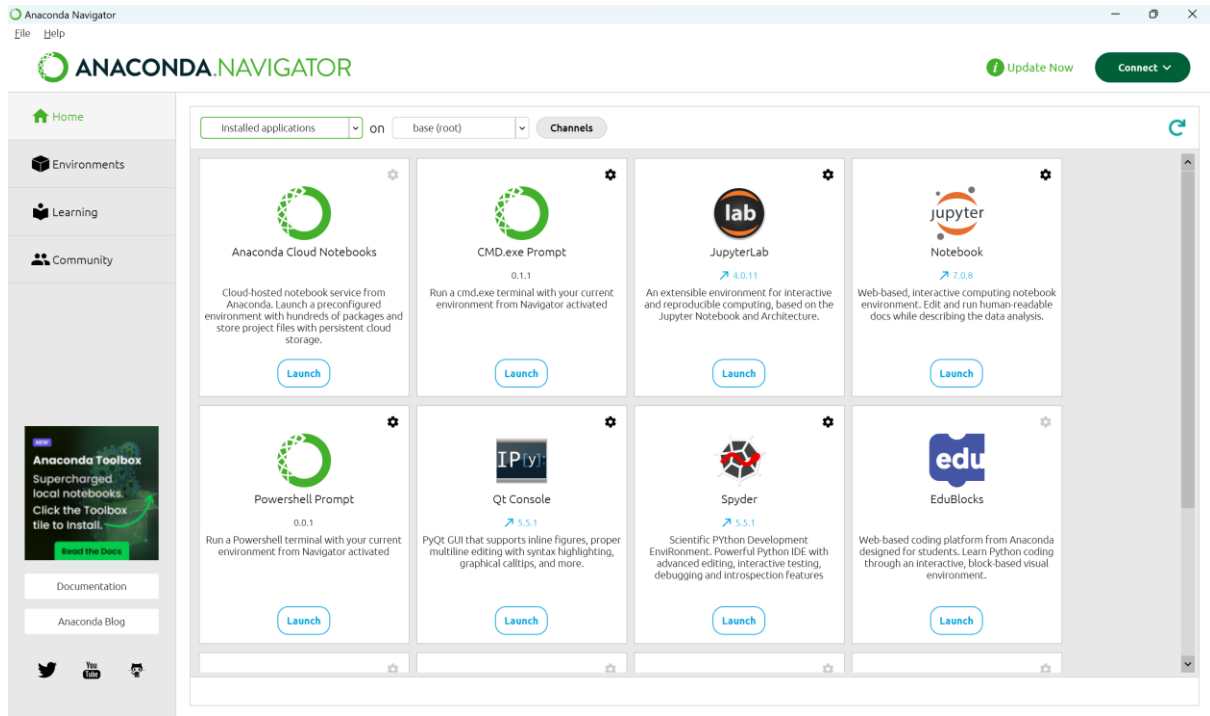 Anaconda Navigator
File Help
ANACONDA.NAVIGATOR
Update Now
Connect
Home
Environments
Learning
Community
Installed applications
on
base (root)
Channels
Anaconda Cloud Notebooks
Cloud-hosted notebook service from
Anaconda. Launch a preconfigured
environment with hundreds of packages and
store project files with persistent cloud
storage.
Launch
CMD.exe Prompt
0.1.1
Run a cmd.exe terminal with your current
environment from Navigator activated
Launch
lab
JupyterLab
4.0.11
An extensible environment for interactive
and reproducible computing, based on the
Jupyter Notebook and Architecture.
Launch
jupyter
Notebook
7.0.8
Web-based, interactive computing notebook
environment. Edit and run human-readable
docs while describing the data analysis.
Launch
Powershell Prompt
0.0.1
Run a Powershell terminal with your current
environment from Navigator activated
Launch
IP[y]:
Qt Console
5.5.1
PyQt GUI that supports inline figures, proper
multiline editing with syntax highlighting,
graphical calltips, and more.
Launch
Spyder
5.5.1
Scientific PYthon Development
EnviRonment. Powerful Python IDE with
advanced editing, interactive testing,
debugging and introspection features
Launch
edu
EduBlocks
Web-based coding platform from Anaconda
designed for students. Learn Python coding
through an interactive, block-based visual
environment.
Launch
NEW
Anaconda Toolbox
Supercharged
local notebooks.
Click the Toolbox
tile to Install.
Read the Docs
Documentation
Anaconda Blog
You
Tube